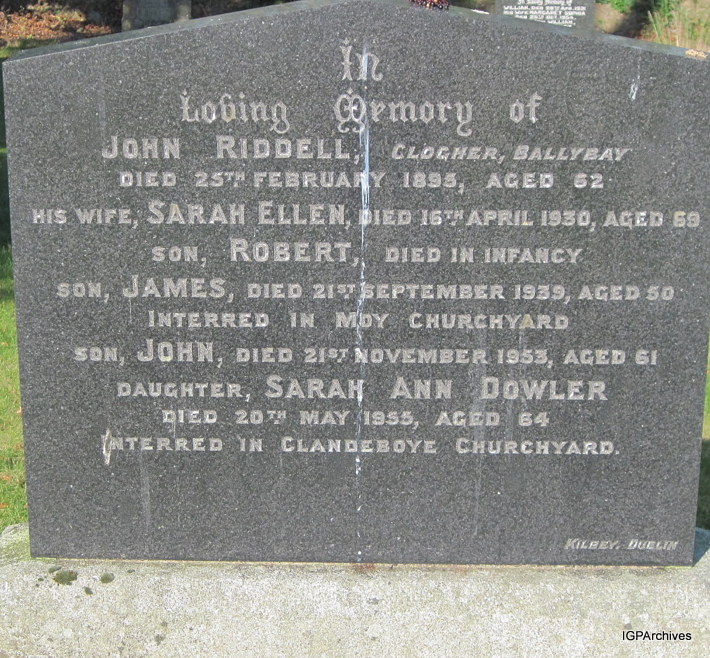 In
Loving Memory of
JOHN RIDDELL, CLOGHER, BALLYBAY
DIED 25TH FEBRUARY 1895, AGED 62
HIS WIFE, SARAH ELLEN, DIED 16TH APRIL 1930, AGED 69
SON, ROBERT, DIED IN INFANCY
SON, JAMES, DIED 21ST SEPTEMBER 1939, AGED 50
INTERRED IN MOY CHURCHYARD
SON, JOHN, DIED 21ST NOVEMBER 1953, AGED 61
DAUGHTER, SARAH ANN DOWLER
DIED 20TH MAY 1955, AGED 64
INTERRED IN CLANDEBOYE CHURCHYARD.
KILBEY, DUBLIN
IGPArchives